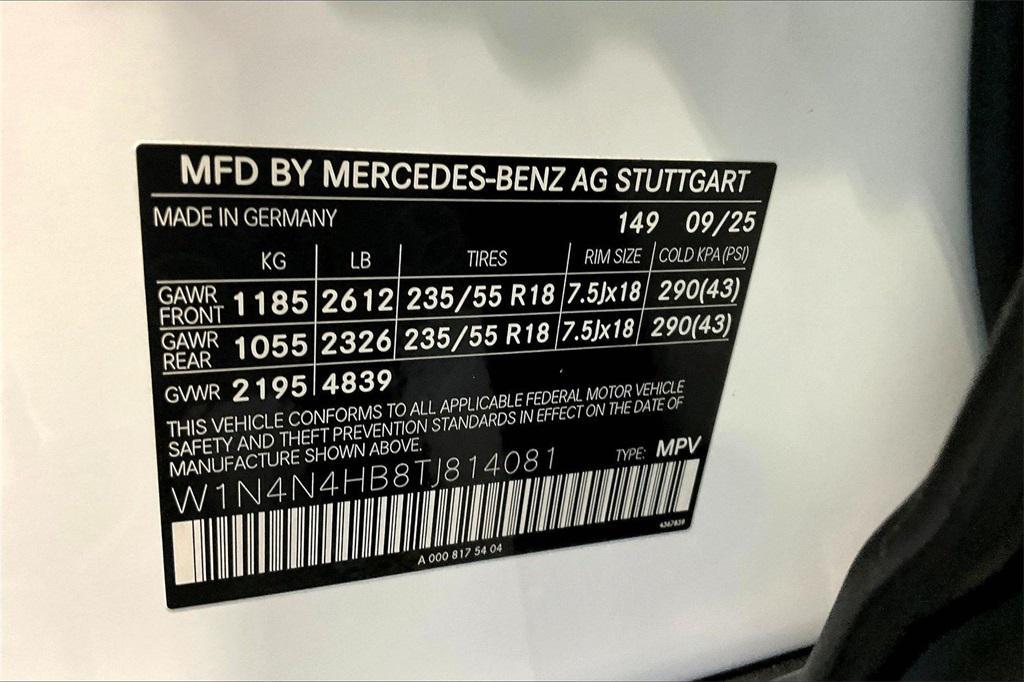 MFD BY MERCEDES-BENZ AG STUTTGART
MADE IN GERMANY 149 09/25
KG LB TIRES RIM SIZE COLD KPA (PSI)
GAWR FRONT 1185 2612 235/55 R18 7.5Jx18 290(43)
GAWR REAR 1055 2326 235/55 R18 7.5Jx18 290(43)
GVWR 2195 4839
THIS VEHICLE CONFORMS TO ALL APPLICABLE FEDERAL MOTOR VEHICLE
SAFETY AND THEFT PREVENTION STANDARDS IN EFFECT ON THE DATE OF
MANUFACTURE SHOWN ABOVE.
W1N4N4HB8TJ814081 TYPE: MPV
A 000 817 54 04 4367839